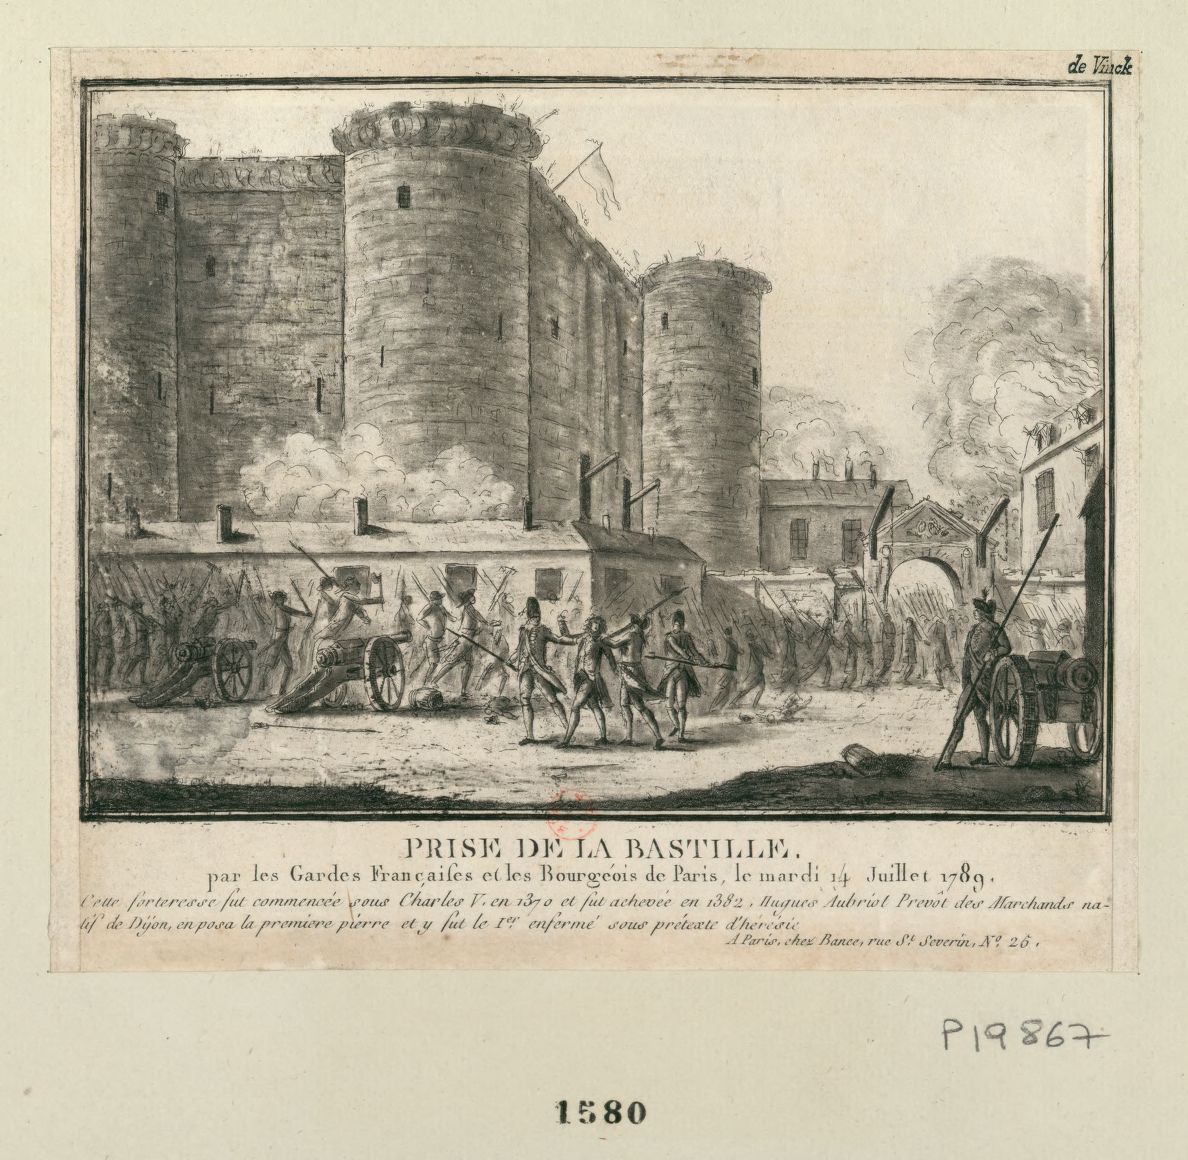 de Vinck
PRISE DE LA BASTILLE.
par les Gardes Françaiſes et les Bourgéois de Paris, le mardi 14 Juillet 1789.
Cette forteresse fut commencée sous Charles V. en 1370 et fut achevée en 1382. Hugues Aubriot Prevôt des Marchands na-
tif de Dijon, en posa la premiere pierre et y fut le 1er. enfermé sous prétexte d'hérésie
A Paris, chez Bance, rue St. Severin, No. 26.
P19867
1580